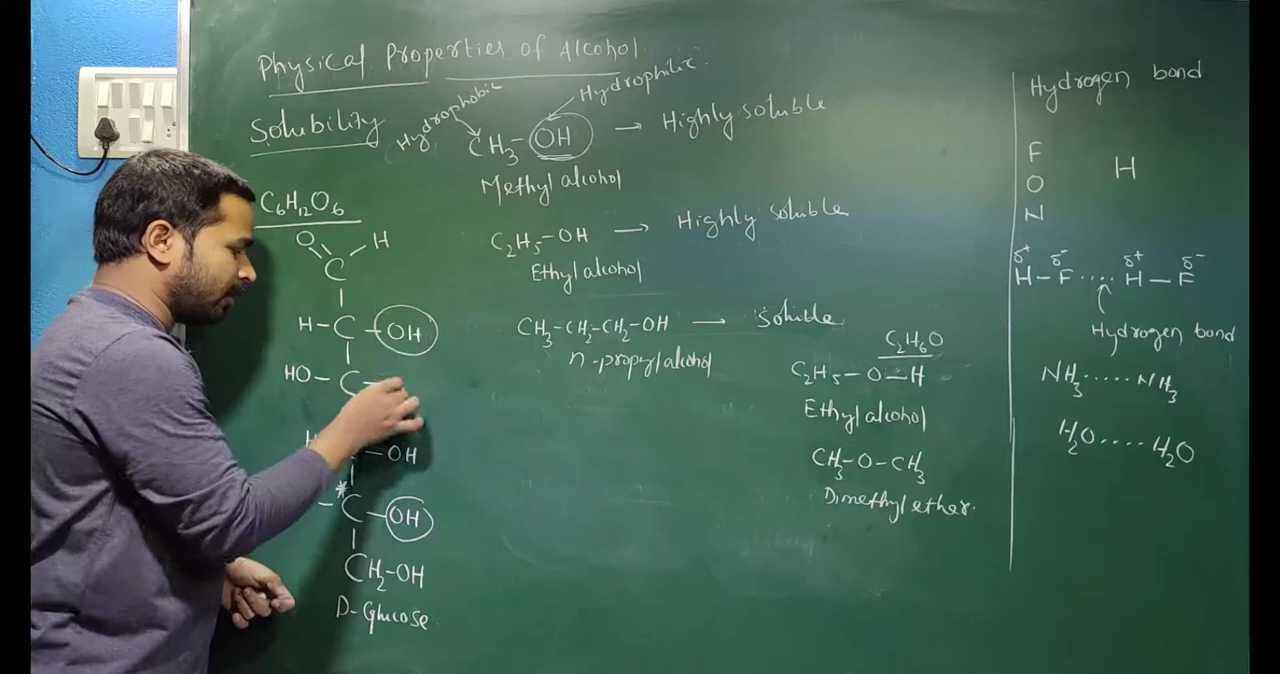 Physical Properties of Alcohol
Solubility
Hydrophobic
Hydrophilic
CH3-OH → Highly soluble
Methyl alcohol
C2H5-OH → Highly soluble
Ethyl alcohol
CH3-CH2-CH2-OH → Soluble
n-propyl alcohol
C2H6O
C2H5-O-H
Ethyl alcohol
CH3-O-CH3
Dimethyl ether
C6H12O6
O H
C
H-C-OH
HO-C-
-OH
*
-C-OH
CH2-OH
D-Glucose
Hydrogen bond
F
O H
N
δ+ δ- δ+ δ-
H-F....H-F
Hydrogen bond
NH3.....NH3
H2O....H2O